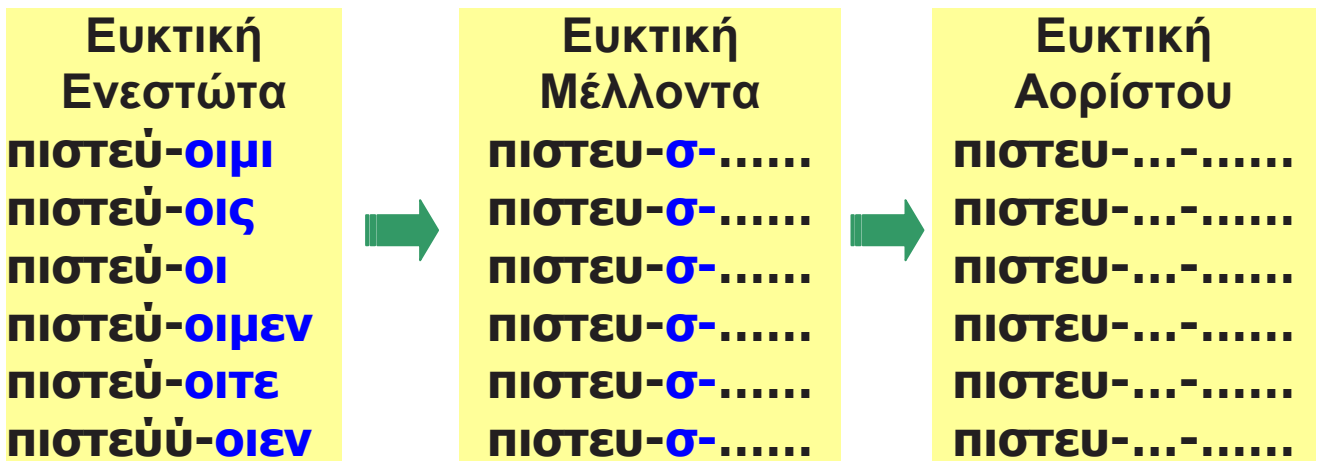 Ευκτική
Ενεστώτα
πιστεύ-οιμι
πιστεύ-οις
πιστεύ-οι
πιστεύ-οιμεν
πιστεύ-οιτε
πιστεύύ-οιεν
Ευκτική
Μέλλοντα
πιστευ-σ-......
πιστευ-σ-......
πιστευ-σ-......
πιστευ-σ-......
πιστευ-σ-......
πιστευ-σ-......
Ευκτική
Αορίστου
πιστευ-...-......
πιστευ-...-......
πιστευ-...-......
πιστευ-...-......
πιστευ-...-......
πιστευ-...-......